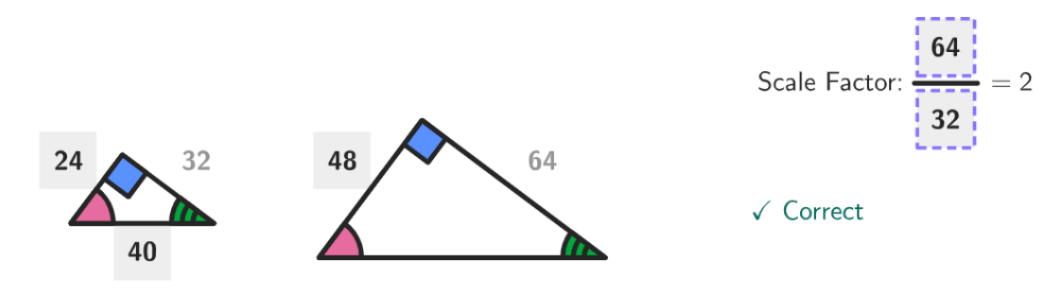 64
Scale Factor: = 2
32
24 32 48 64
40
✓ Correct